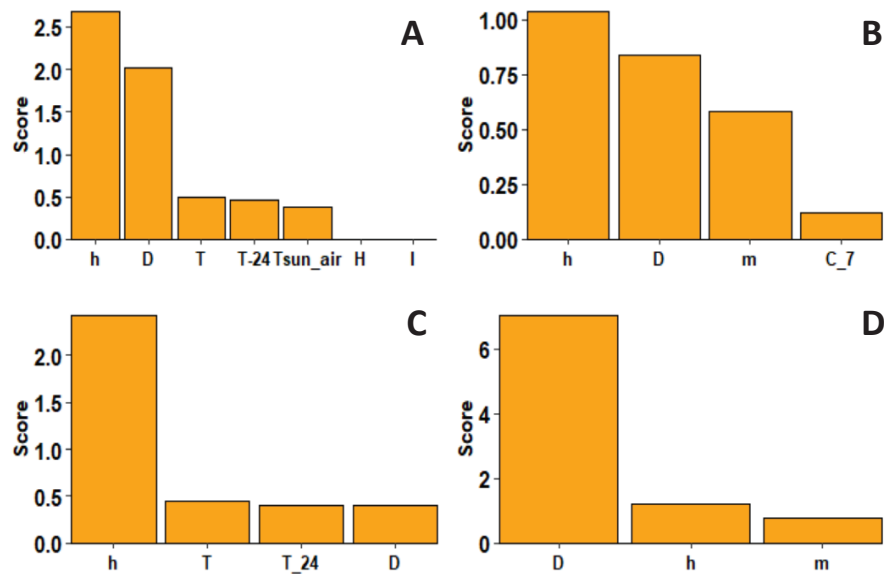 A
Score
2.5
2.0
1.5
1.0
0.5
0.0
h D T T-24 Tsun_air H I
B
Score
1.00
0.75
0.50
0.25
0.00
h D m C_7
C
Score
2.0
1.5
1.0
0.5
0.0
h T T_24 D
D
Score
6
4
2
0
D h m